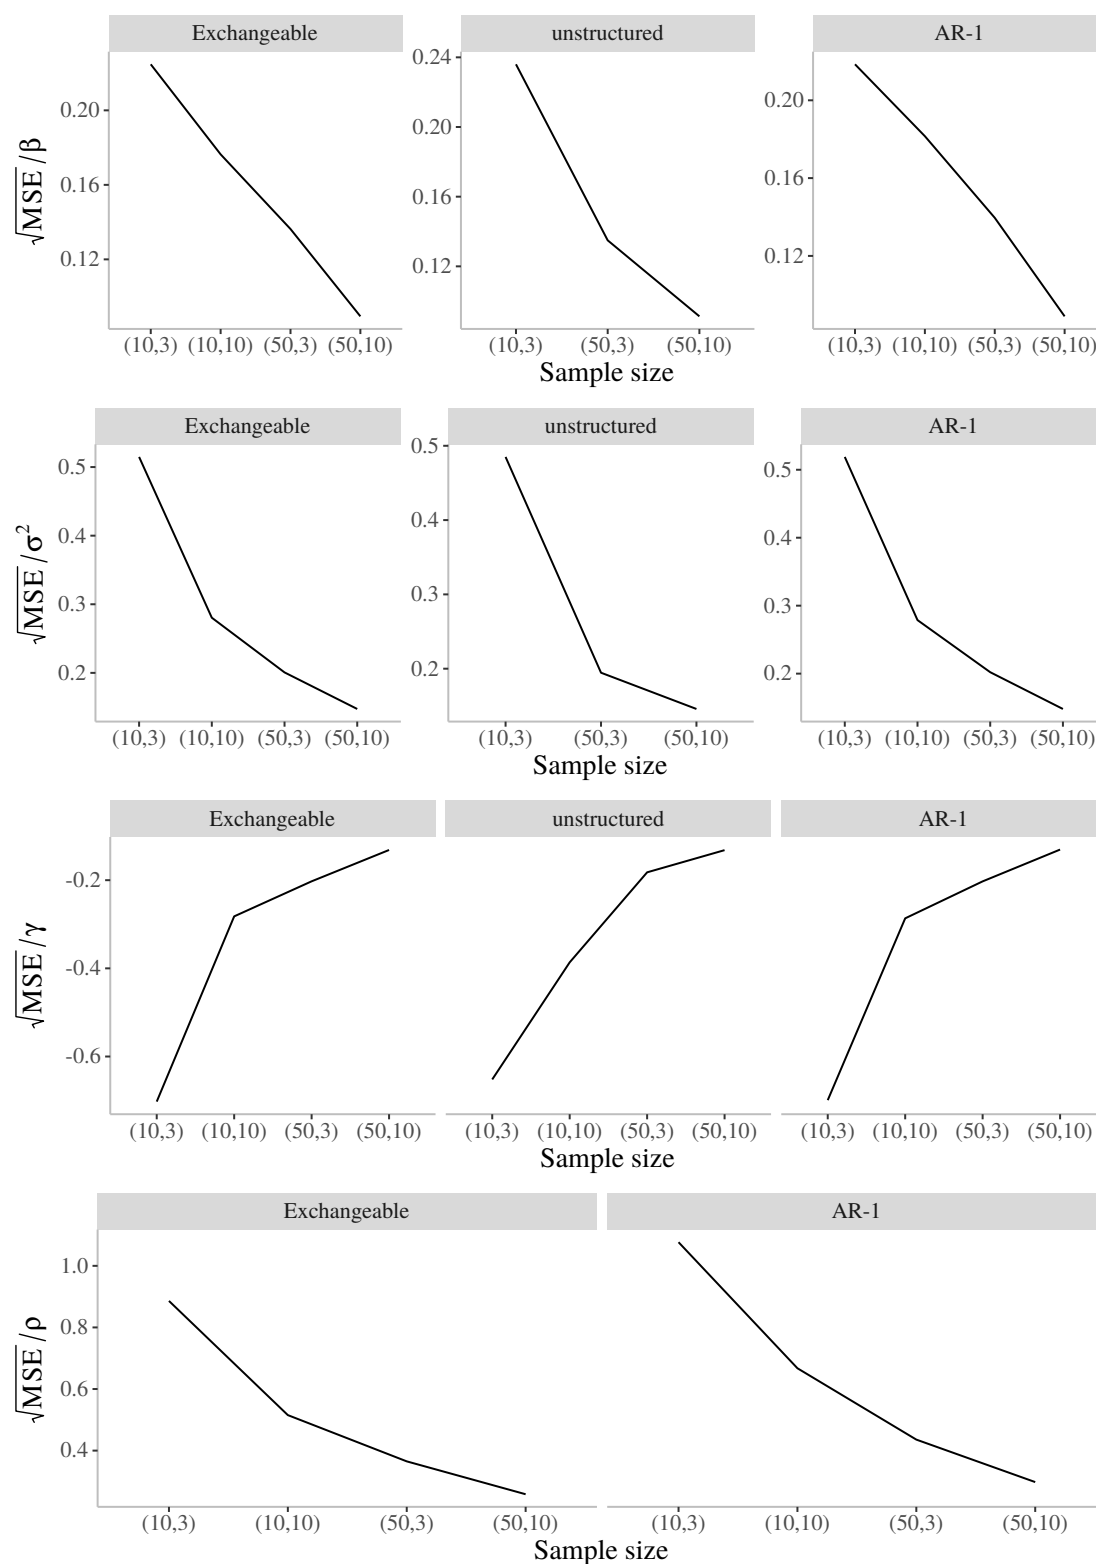 Exchangeable unstructured AR-1
√MSE/β
0.20
0.16
0.12
0.24
0.20
0.16
0.12
0.20
0.16
0.12
(10,3) (10,10) (50,3) (50,10) (10,3) (50,3) (50,10) (10,3) (10,10) (50,3) (50,10)
Sample size
Exchangeable unstructured AR-1
√MSE/σ²
0.5
0.4
0.3
0.2
0.5
0.4
0.3
0.2
0.5
0.4
0.3
0.2
(10,3) (10,10) (50,3) (50,10) (10,3) (50,3) (50,10) (10,3) (10,10) (50,3) (50,10)
Sample size
Exchangeable unstructured AR-1
√MSE/γ
-0.2
-0.4
-0.6
(10,3) (10,10) (50,3) (50,10) (10,3) (10,10) (50,3) (50,10) (10,3) (10,10) (50,3) (50,10)
Sample size
Exchangeable AR-1
√MSE/ρ
1.0
0.8
0.6
0.4
(10,3) (10,10) (50,3) (50,10) (10,3) (10,10) (50,3) (50,10)
Sample size